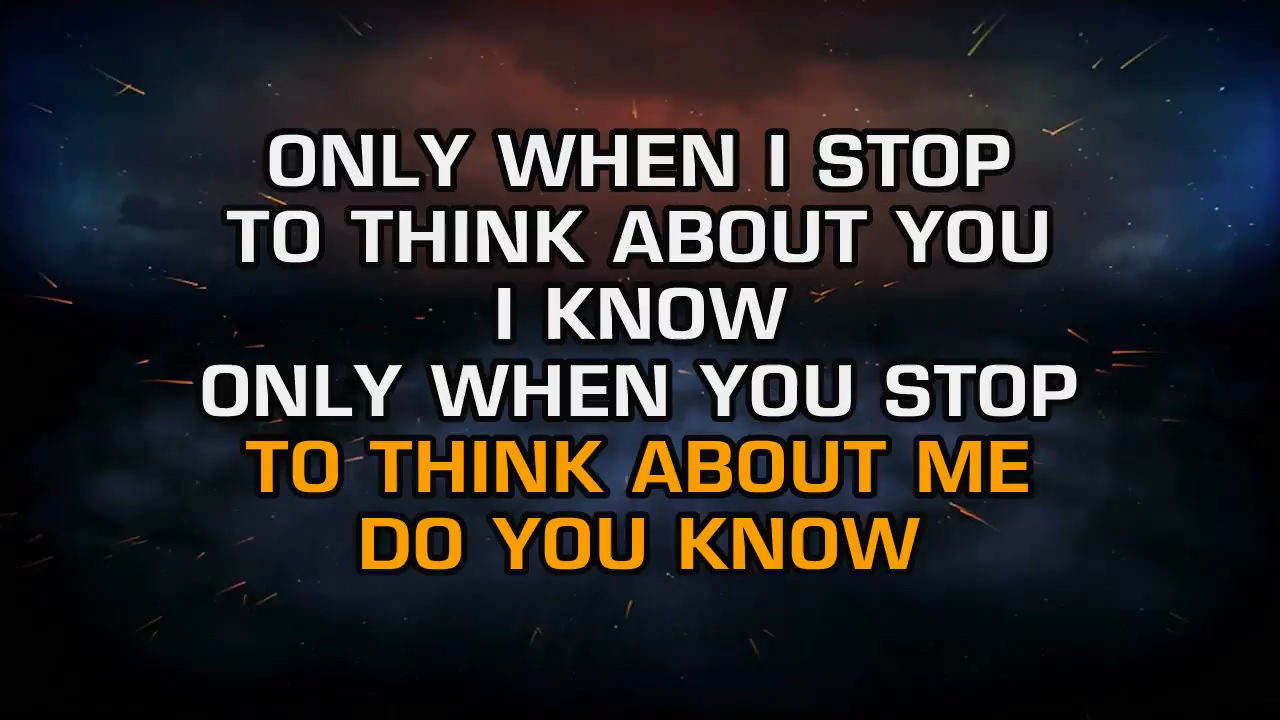 ONLY WHEN I STOP
TO THINK ABOUT YOU
I KNOW
ONLY WHEN YOU STOP
TO THINK ABOUT ME
DO YOU KNOW